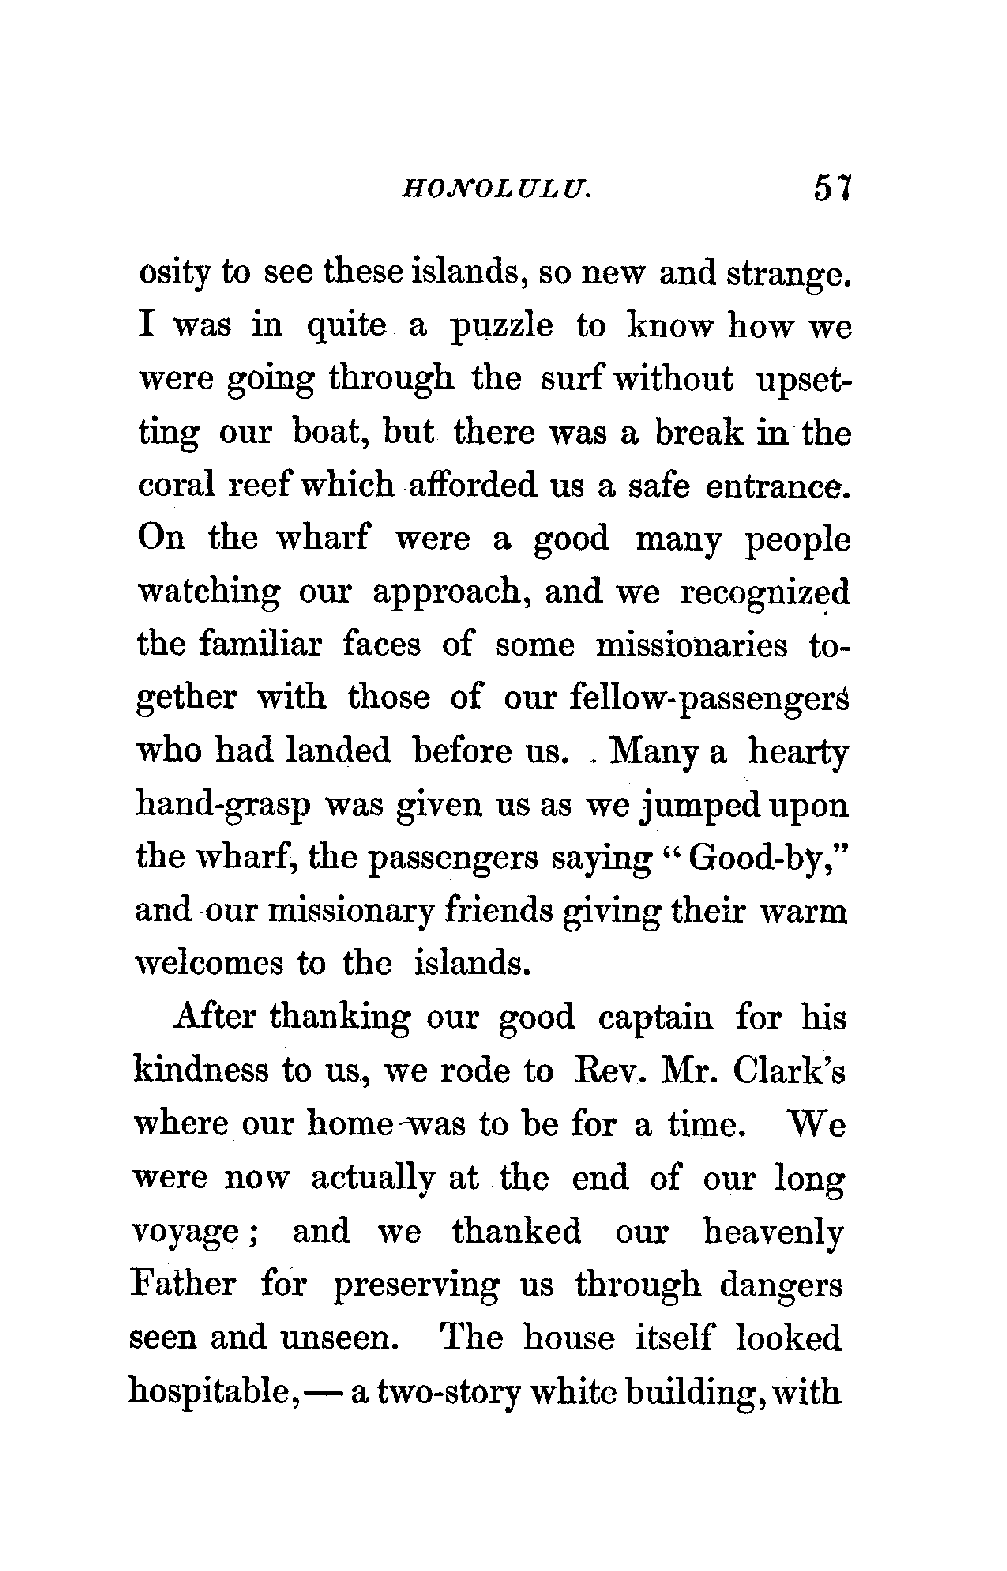 HONOLULU. 57
osity to see these islands, so new and strange.
I was in quite a puzzle to know how we
were going through the surf without upset-
ting our boat, but there was a break in the
coral reef which afforded us a safe entrance.
On the wharf were a good many people
watching our approach, and we recognized
the familiar faces of some missionaries to-
gether with those of our fellow-passengers
who had landed before us. Many a hearty
hand-grasp was given us as we jumped upon
the wharf, the passengers saying “Good-by,”
and our missionary friends giving their warm
welcomes to the islands.
After thanking our good captain for his
kindness to us, we rode to Rev. Mr. Clark's
where our home was to be for a time. We
were now actually at the end of our long
voyage; and we thanked our heavenly
Father for preserving us through dangers
seen and unseen. The house itself looked
hospitable,— a two-story white building, with